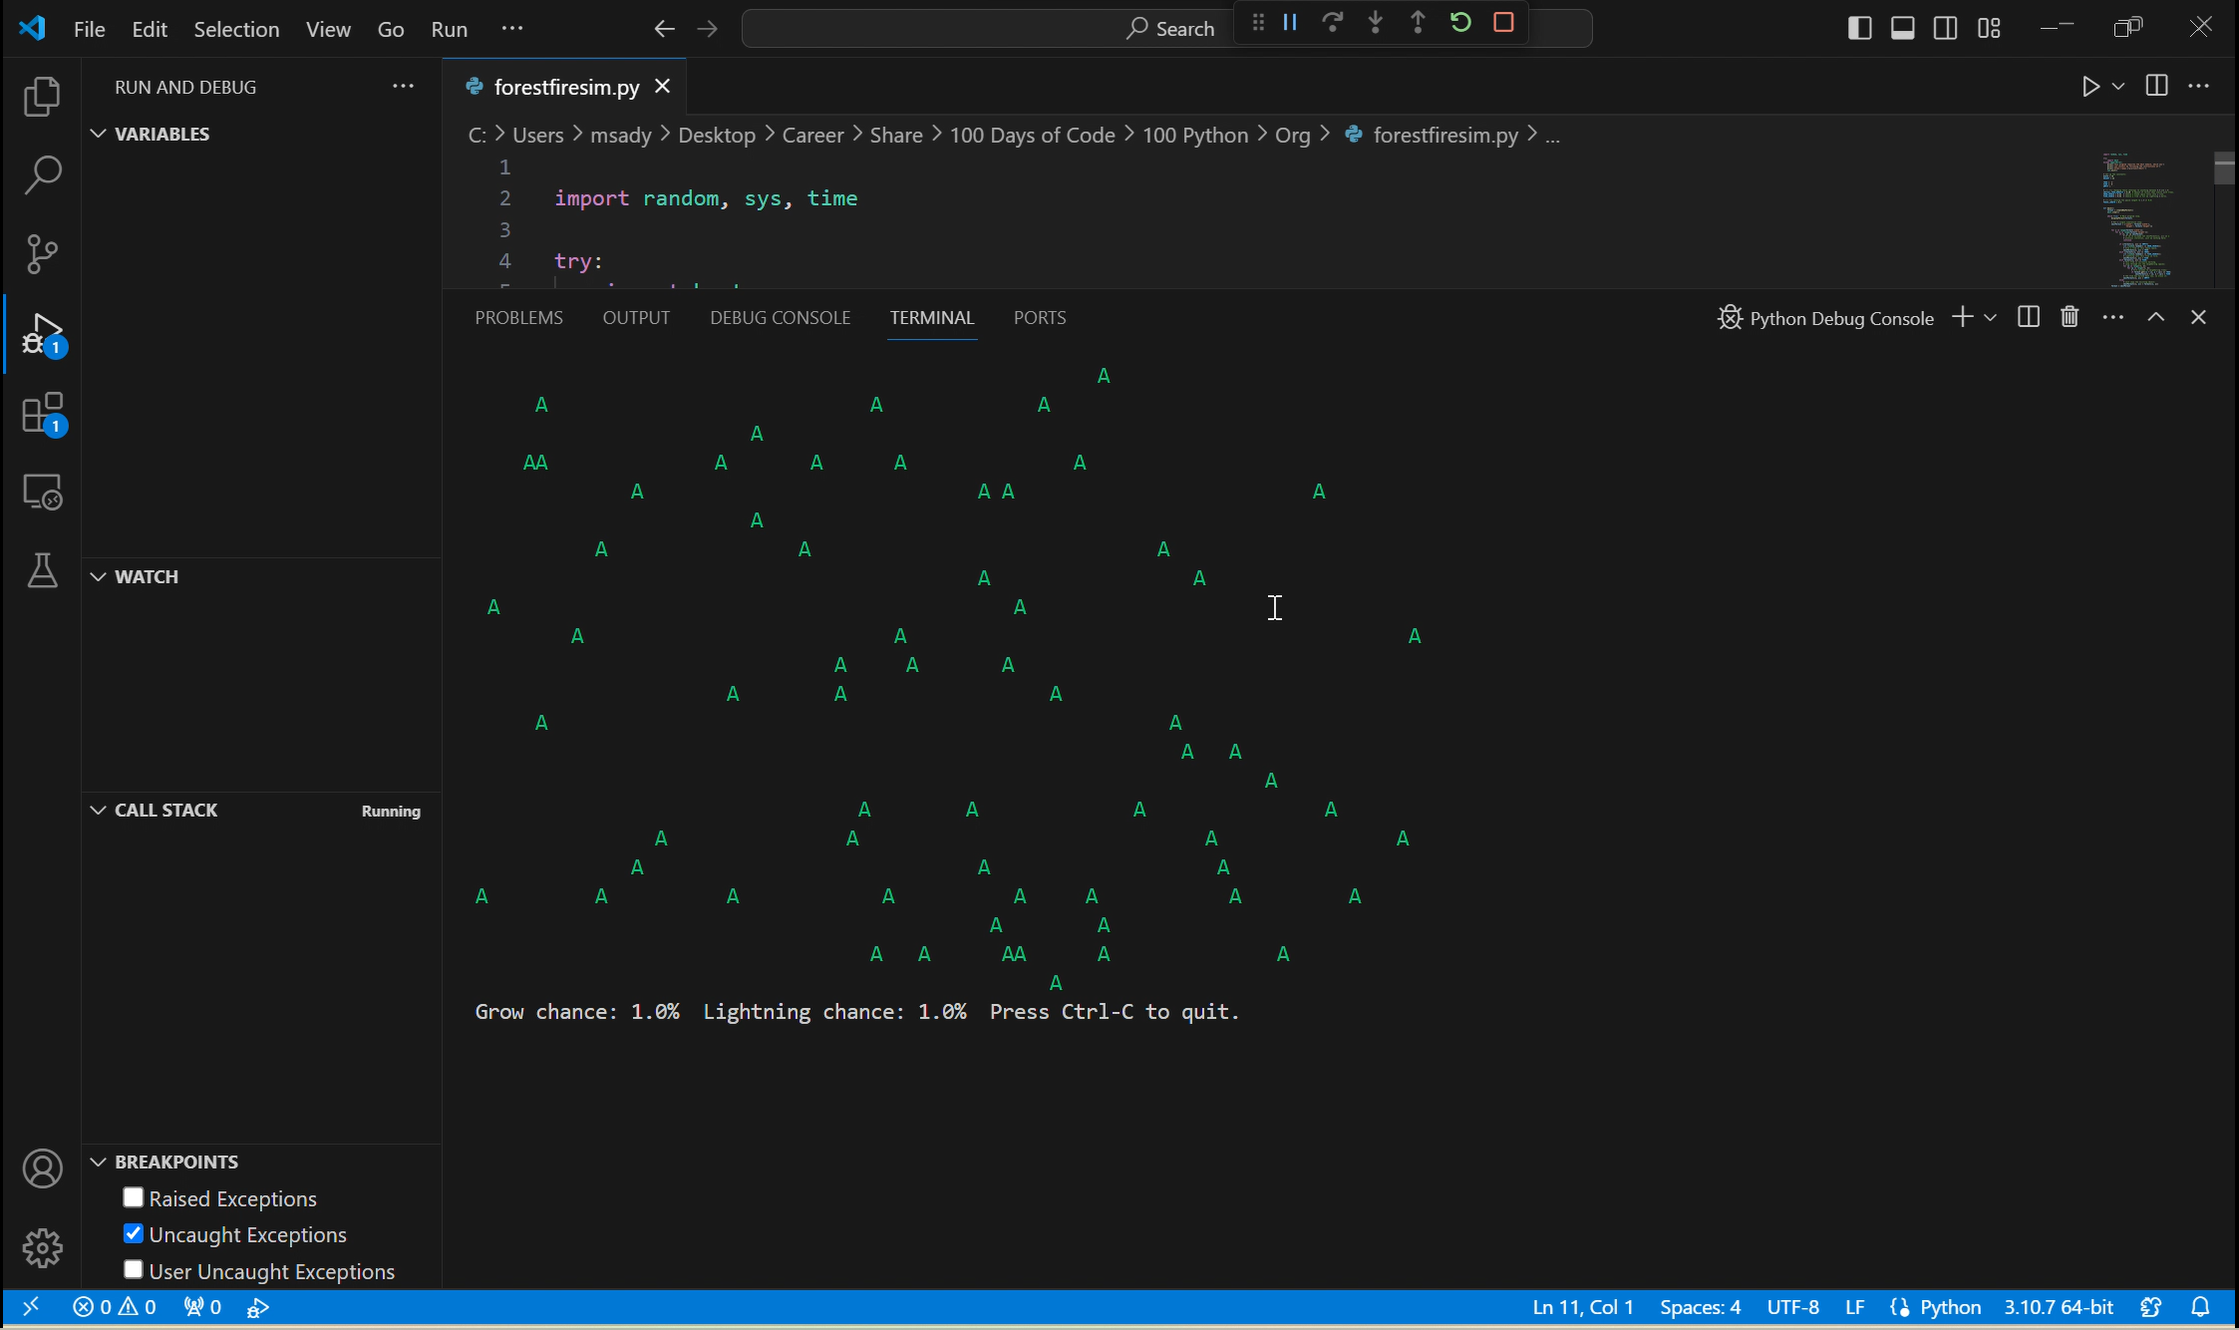 File Edit Selection View Go Run ··· Search
RUN AND DEBUG ···
VARIABLES
WATCH
CALL STACK Running
BREAKPOINTS
Raised Exceptions
Uncaught Exceptions
User Uncaught Exceptions
forestfiresim.py
C: > Users > msady > Desktop > Career > Share > 100 Days of Code > 100 Python > Org > forestfiresim.py > ...
1
2 import random, sys, time
3
4 try:
PROBLEMS OUTPUT DEBUG CONSOLE TERMINAL PORTS Python Debug Console
A
A A A
A
AA A A A A
A A A A
A
A A A
A A
A A
A A A
A A A
A A A
A A
A A
A
A A A A
A A A A
A A A
A A A A A A A A
A A
A A AA A A
A
Grow chance: 1.0% Lightning chance: 1.0% Press Ctrl-C to quit.
1
1
0 0 0 Ln 11, Col 1 Spaces: 4 UTF-8 LF Python 3.10.7 64-bit